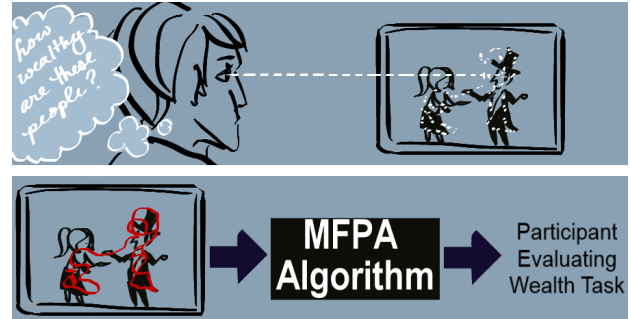 how
wealthy
are these
people?
MFPA
Algorithm
Participant
Evaluating
Wealth Task